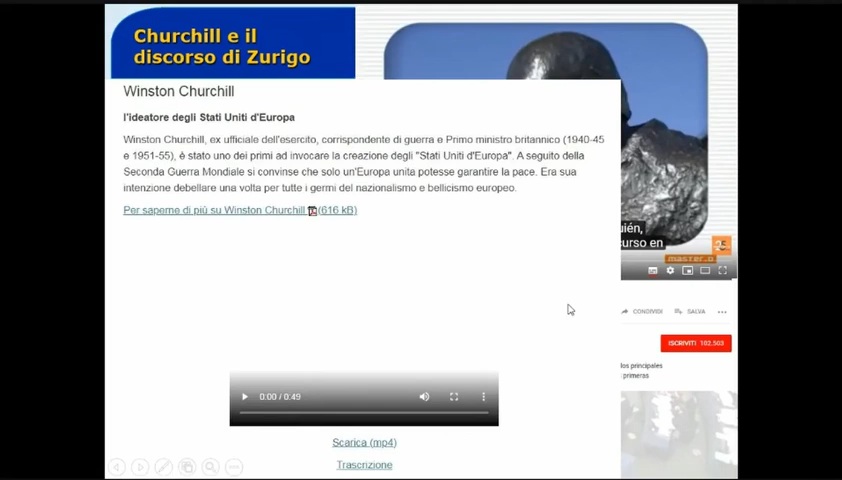 Churchill e il
discorso di Zurigo
Winston Churchill
l'ideatore degli Stati Uniti d'Europa
Winston Churchill, ex ufficiale dell'esercito, corrispondente di guerra e Primo ministro britannico (1940-45
e 1951-55), è stato uno dei primi ad invocare la creazione degli "Stati Uniti d'Europa". A seguito della
Seconda Guerra Mondiale si convinse che solo un'Europa unita potesse garantire la pace. Era sua
intenzione debellare una volta per tutte i germi del nazionalismo e bellicismo europeo.
Per saperne di più su Winston Churchill (616 kB)
uién,
curso en
master.o
CONDIVIDI SALVA
ISCRIVITI 102.503
los principales
primeras
0:00 / 0:49
Scarica (mp4)
Trascrizione